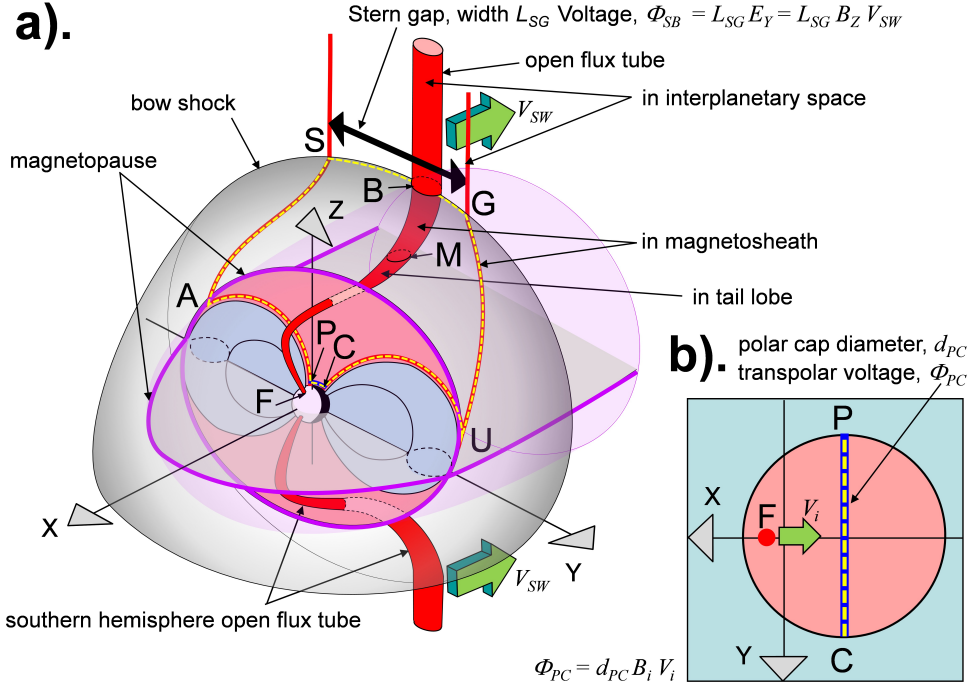 a).
Stern gap, width L_SG Voltage, Φ_SB = L_SG E_Y = L_SG B_Z V_SW
open flux tube
bow shock
in interplanetary space
V_SW
magnetopause
S
B
G
Z
M
in magnetosheath
in tail lobe
A
P
C
F
U
X
Y
V_SW
southern hemisphere open flux tube
b).
polar cap diameter, d_PC
transpolar voltage, Φ_PC
P
X
F
V_i
Y
C
Φ_PC = d_PC B_i V_i